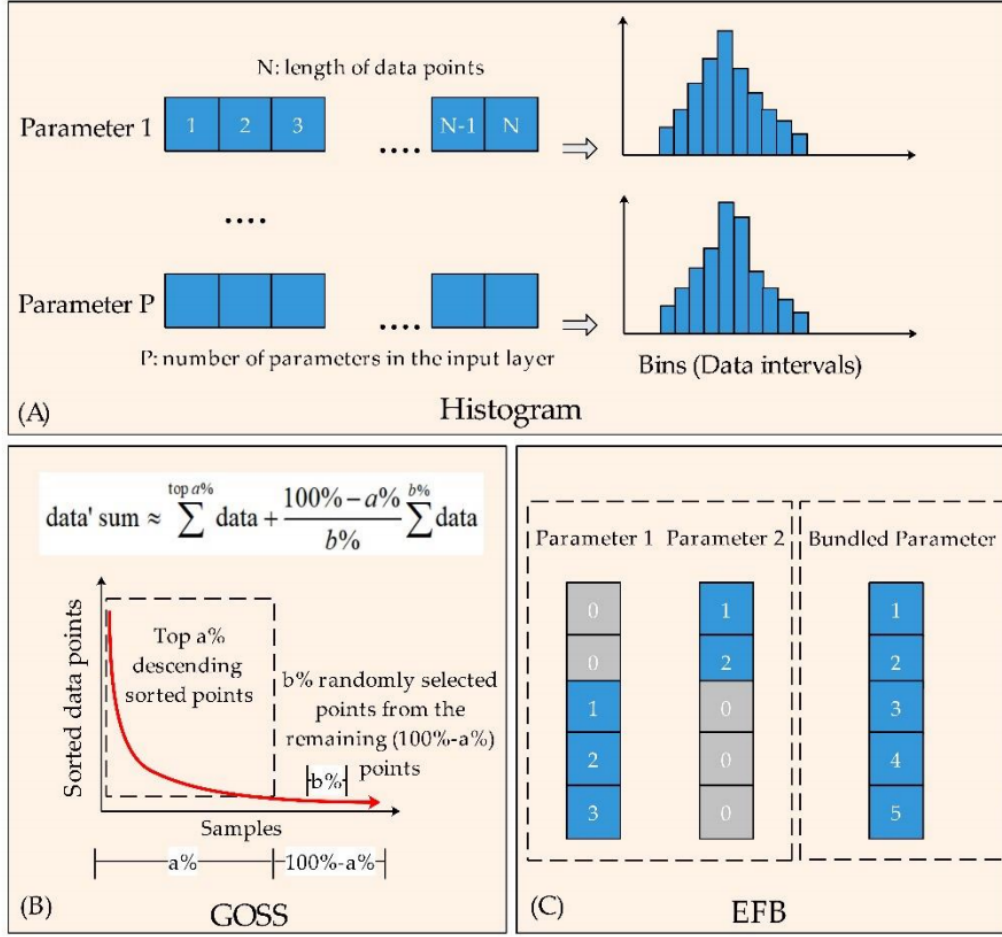 N: length of data points
Parameter 1
1 2 3 .... N-1 N
....
Parameter P
....
P: number of parameters in the input layer
Bins (Data intervals)
(A)
Histogram
data' sum ≈ ∑ top a% data + (100% − a%)/b% ∑ b% data
Sorted data points
Top a%
descending
sorted points
b% randomly selected
points from the
remaining (100%-a%)
points
b%
Samples
a%
100%-a%
(B)
GOSS
Parameter 1 Parameter 2 Bundled Parameter
0 1 1
0 2 2
1 0 3
2 0 4
3 0 5
(C)
EFB